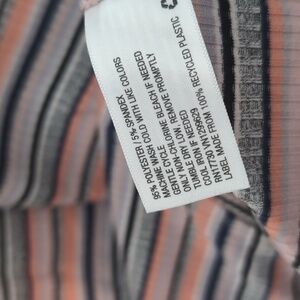 95% POLYESTER / 5% SPANDEX
MACHINE WASH COLD WITH LIKE COLORS
GENTLE CYCLE
ONLY NON-CHLORINE BLEACH IF NEEDED
TUMBLE DRY LOW. REMOVE PROMPTLY
COOL IRON IF NEEDED
RN17730 VN1299629
LABEL MADE FROM 100% RECYCLED PLASTIC